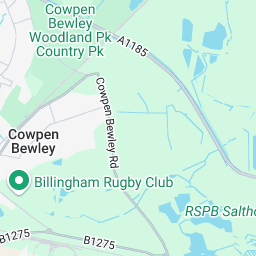 Cowpen
Bewley
Woodland Pk
Country Pk
A1185
Cowpen Bewley Rd
Cowpen
Bewley
Billingham Rugby Club
RSPB Saltho
B1275
B1275